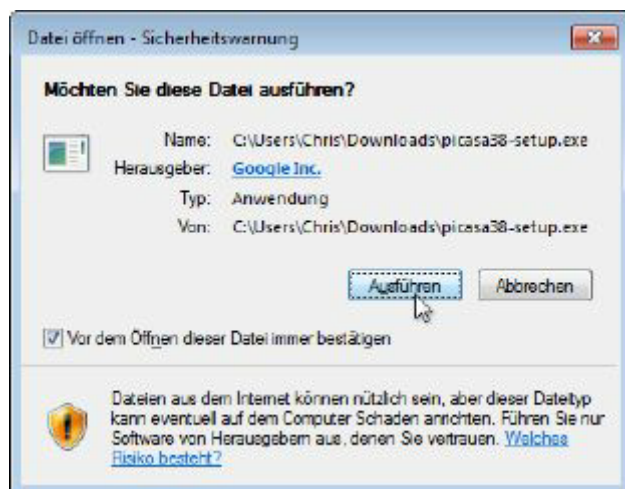 Datei öffnen - Sicherheitswarnung
Möchten Sie diese Datei ausführen?
Name: C:\Users\Chris\Downloads\picasa38-setup.exe
Herausgeber: Google Inc.
Typ: Anwendung
Von: C:\Users\Chris\Downloads\picasa38-setup.exe
Ausführen Abbrechen
Vor dem Öffnen dieser Datei immer bestätigen
Dateien aus dem Internet können nützlich sein, aber dieser Dateityp
kann eventuell auf dem Computer Schaden anrichten. Führen Sie nur
Software von Herausgebern aus, denen Sie vertrauen. Welches
Risiko besteht?